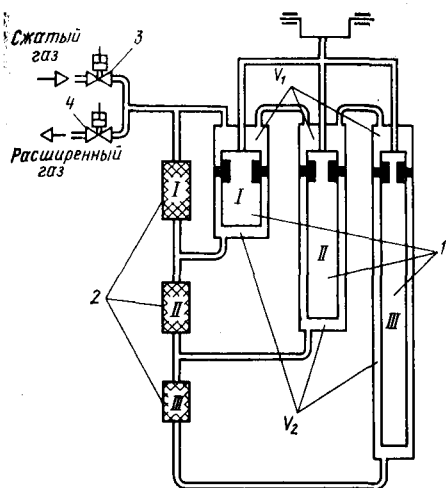 Сжатый
газ
3
4
Расширенный
газ
V₁
I
I
II
1
2
II
III
III
V₂